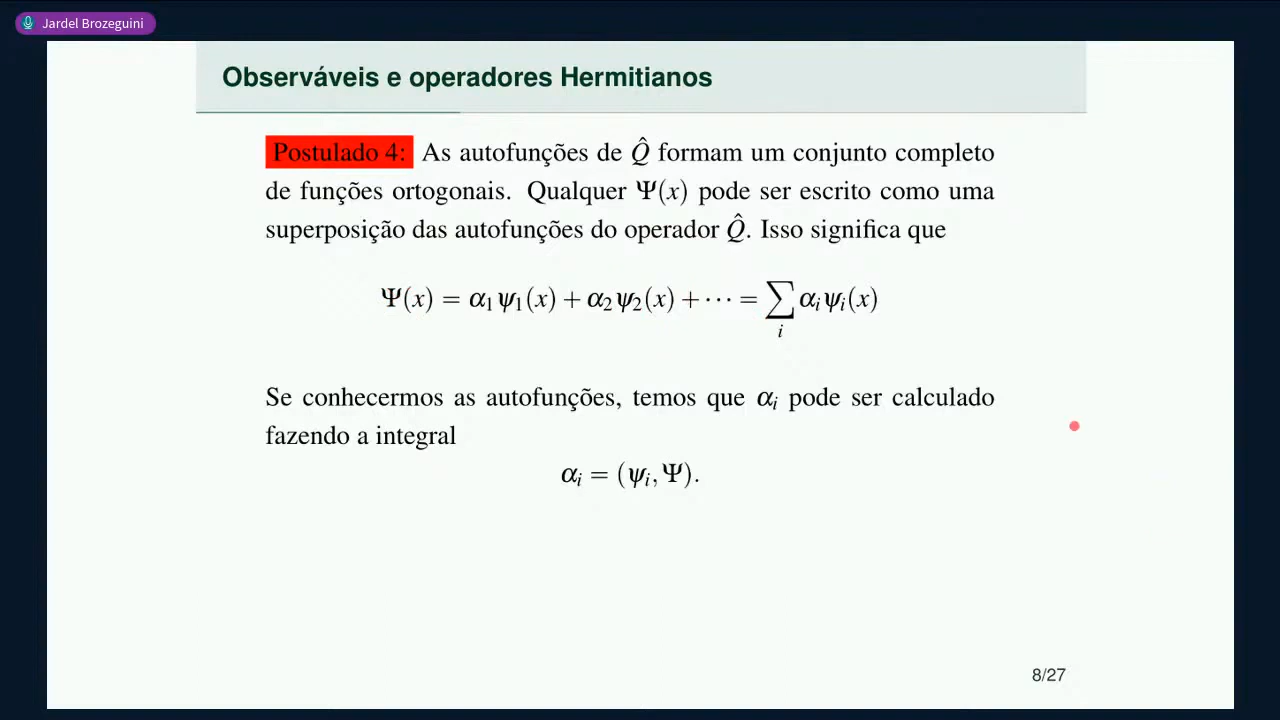 Jardel Brozeguini
Observáveis e operadores Hermitianos
Postulado 4: As autofunções de Q̂ formam um conjunto completo
de funções ortogonais. Qualquer Ψ(x) pode ser escrito como uma
superposição das autofunções do operador Q̂. Isso significa que
Ψ(x) = α₁ψ₁(x) + α₂ψ₂(x) + ⋯ = ∑ᵢ αᵢψᵢ(x)
Se conhecermos as autofunções, temos que αᵢ pode ser calculado
fazendo a integral
αᵢ = (ψᵢ, Ψ).
8/27